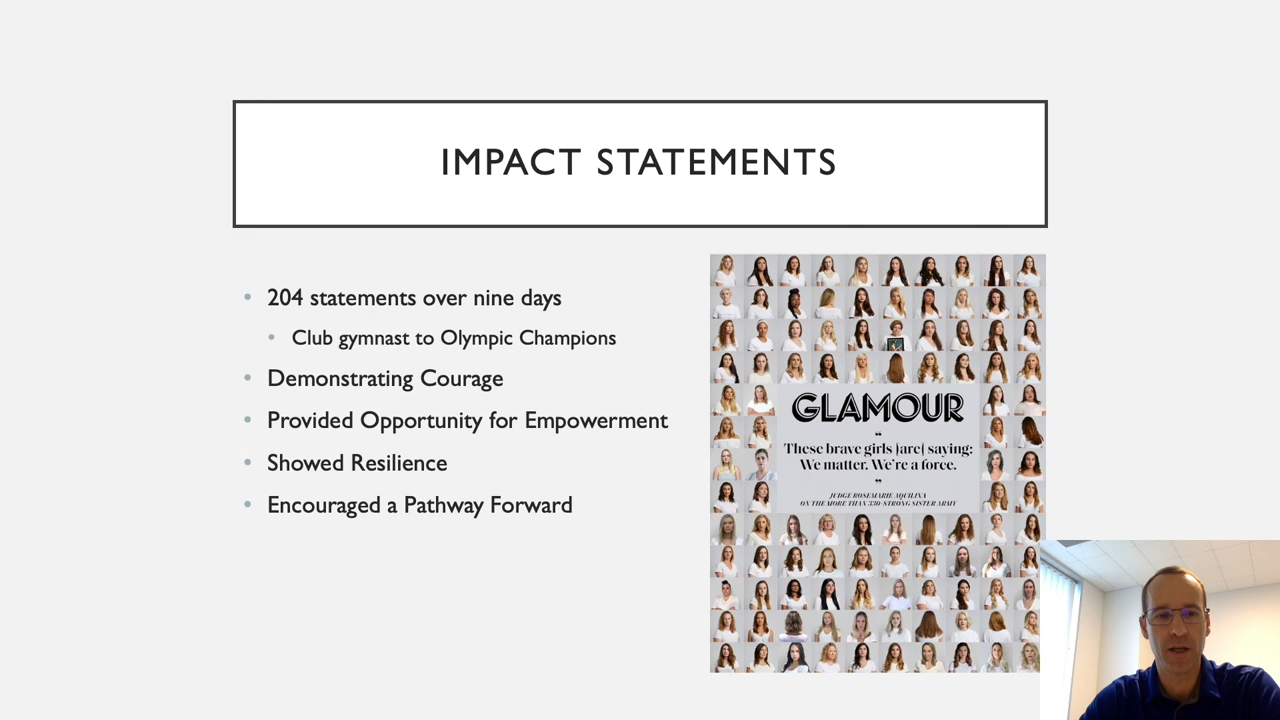 IMPACT STATEMENTS
• 204 statements over nine days
• Club gymnast to Olympic Champions
• Demonstrating Courage
• Provided Opportunity for Empowerment
• Showed Resilience
• Encouraged a Pathway Forward
GLAMOUR
“
These brave girls [are] saying:
We matter. We're a force.
”
JUDGE ROSEMARIE AQUILINA
ON THE MORE THAN 330-STRONG SISTER ARMY